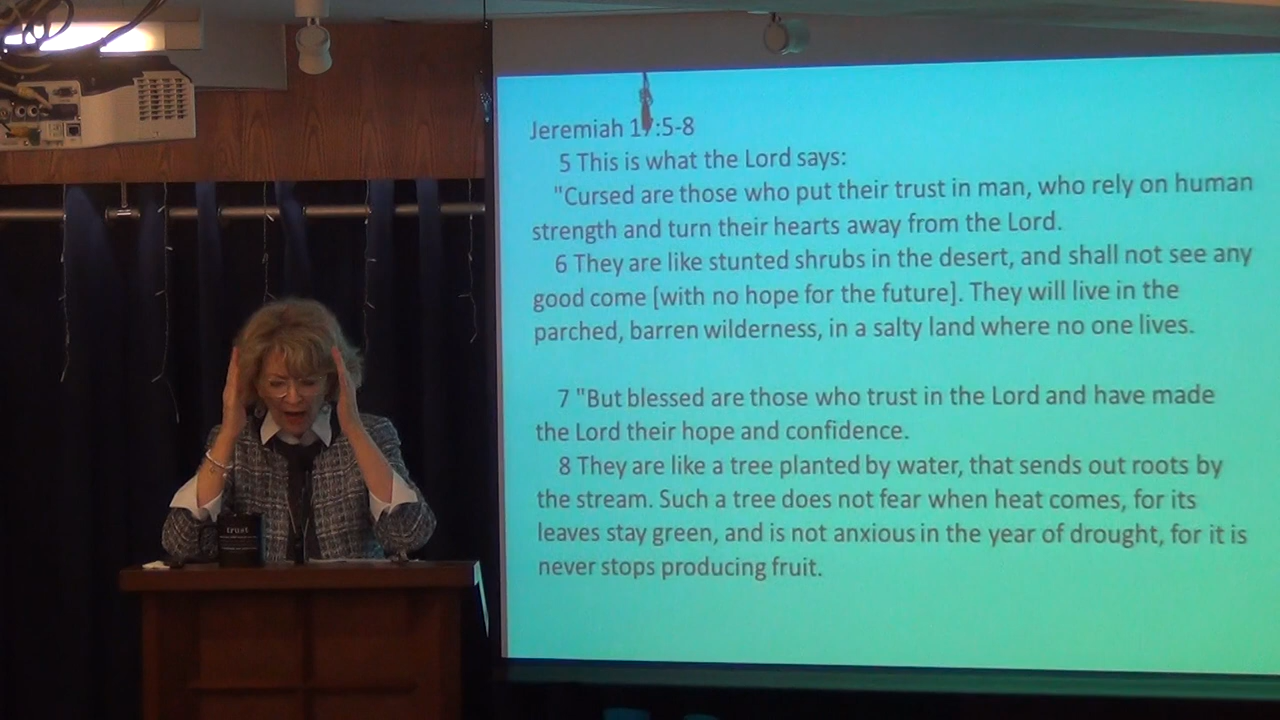 Jeremiah 17:5-8
5 This is what the Lord says:
"Cursed are those who put their trust in man, who rely on human
strength and turn their hearts away from the Lord.
6 They are like stunted shrubs in the desert, and shall not see any
good come [with no hope for the future]. They will live in the
parched, barren wilderness, in a salty land where no one lives.
7 "But blessed are those who trust in the Lord and have made
the Lord their hope and confidence.
8 They are like a tree planted by water, that sends out roots by
the stream. Such a tree does not fear when heat comes, for its
leaves stay green, and is not anxious in the year of drought, for it is
never stops producing fruit.
trust